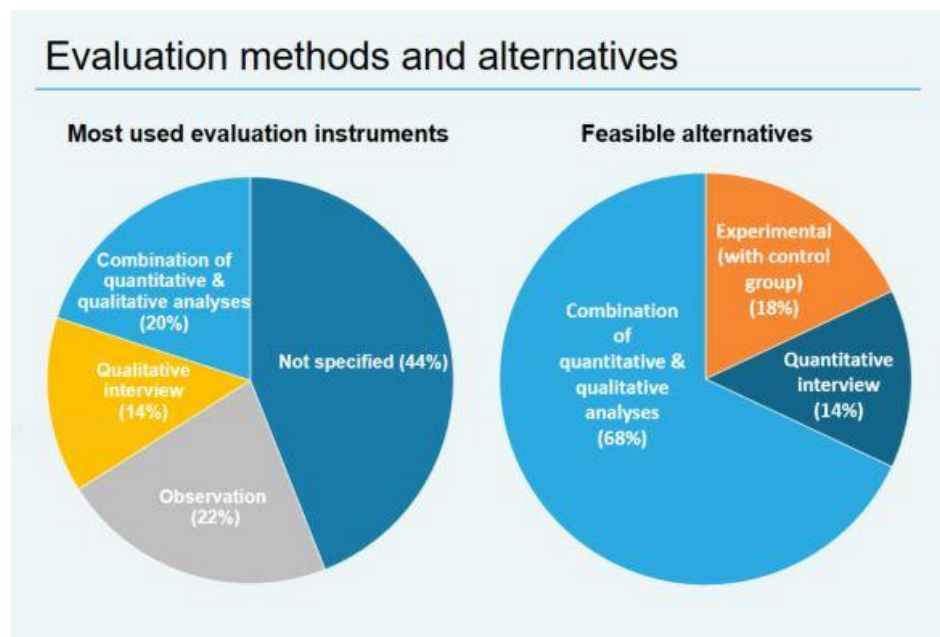 Evaluation methods and alternatives
Most used evaluation instruments
Combination of
quantitative &
qualitative analyses
(20%)
Not specified (44%)
Qualitative
interview
(14%)
Observation
(22%)
Feasible alternatives
Experimental
(with control
group)
(18%)
Combination
of
quantitative &
qualitative
analyses
(68%)
Quantitative
interview
(14%)